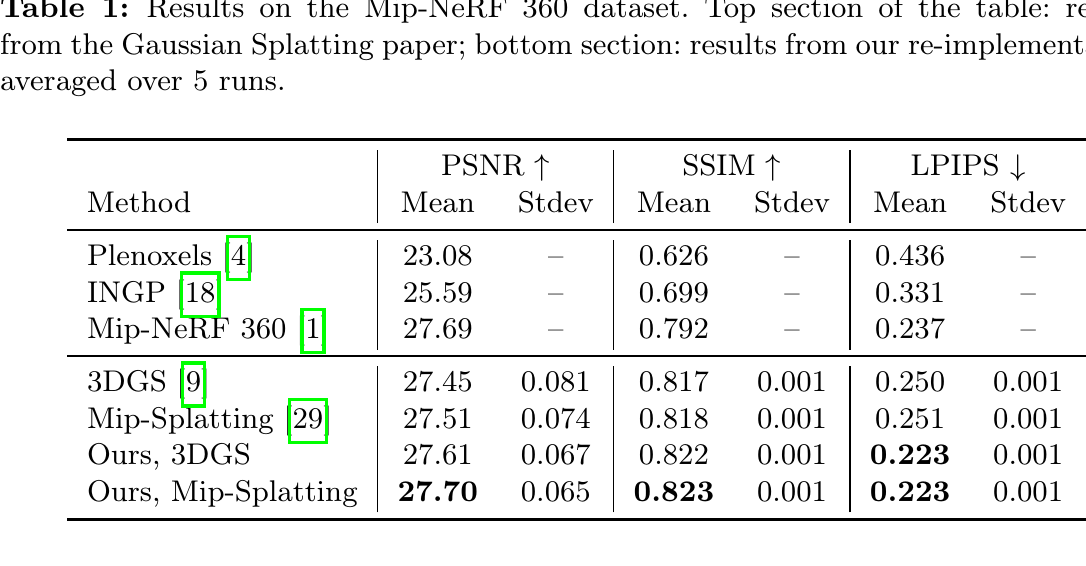 Table 1: Results on the Mip-NeRF 360 dataset. Top section of the table:
from the Gaussian Splatting paper; bottom section: results from our
averaged over 5 runs.
PSNR ↑ SSIM ↑ LPIPS ↓
Method Mean Stdev Mean Stdev Mean Stdev
Plenoxels [4] 23.08 – 0.626 – 0.436 –
INGP [18] 25.59 – 0.699 – 0.331 –
Mip-NeRF 360 [1] 27.69 – 0.792 – 0.237 –
3DGS [9] 27.45 0.081 0.817 0.001 0.250 0.001
Mip-Splatting [29] 27.51 0.074 0.818 0.001 0.251 0.001
Ours, 3DGS 27.61 0.067 0.822 0.001 0.223 0.001
Ours, Mip-Splatting 27.70 0.065 0.823 0.001 0.223 0.001